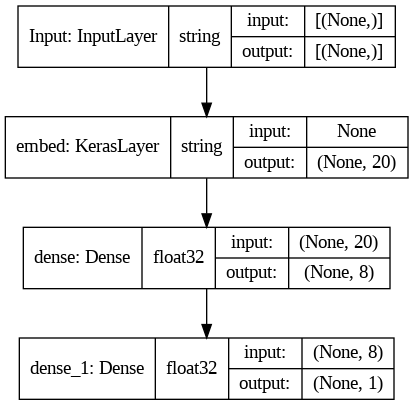 Input: InputLayer string input: [(None,)]
output: [(None,)]
embed: KerasLayer string input: None
output: (None, 20)
dense: Dense float32 input: (None, 20)
output: (None, 8)
dense_1: Dense float32 input: (None, 8)
output: (None, 1)